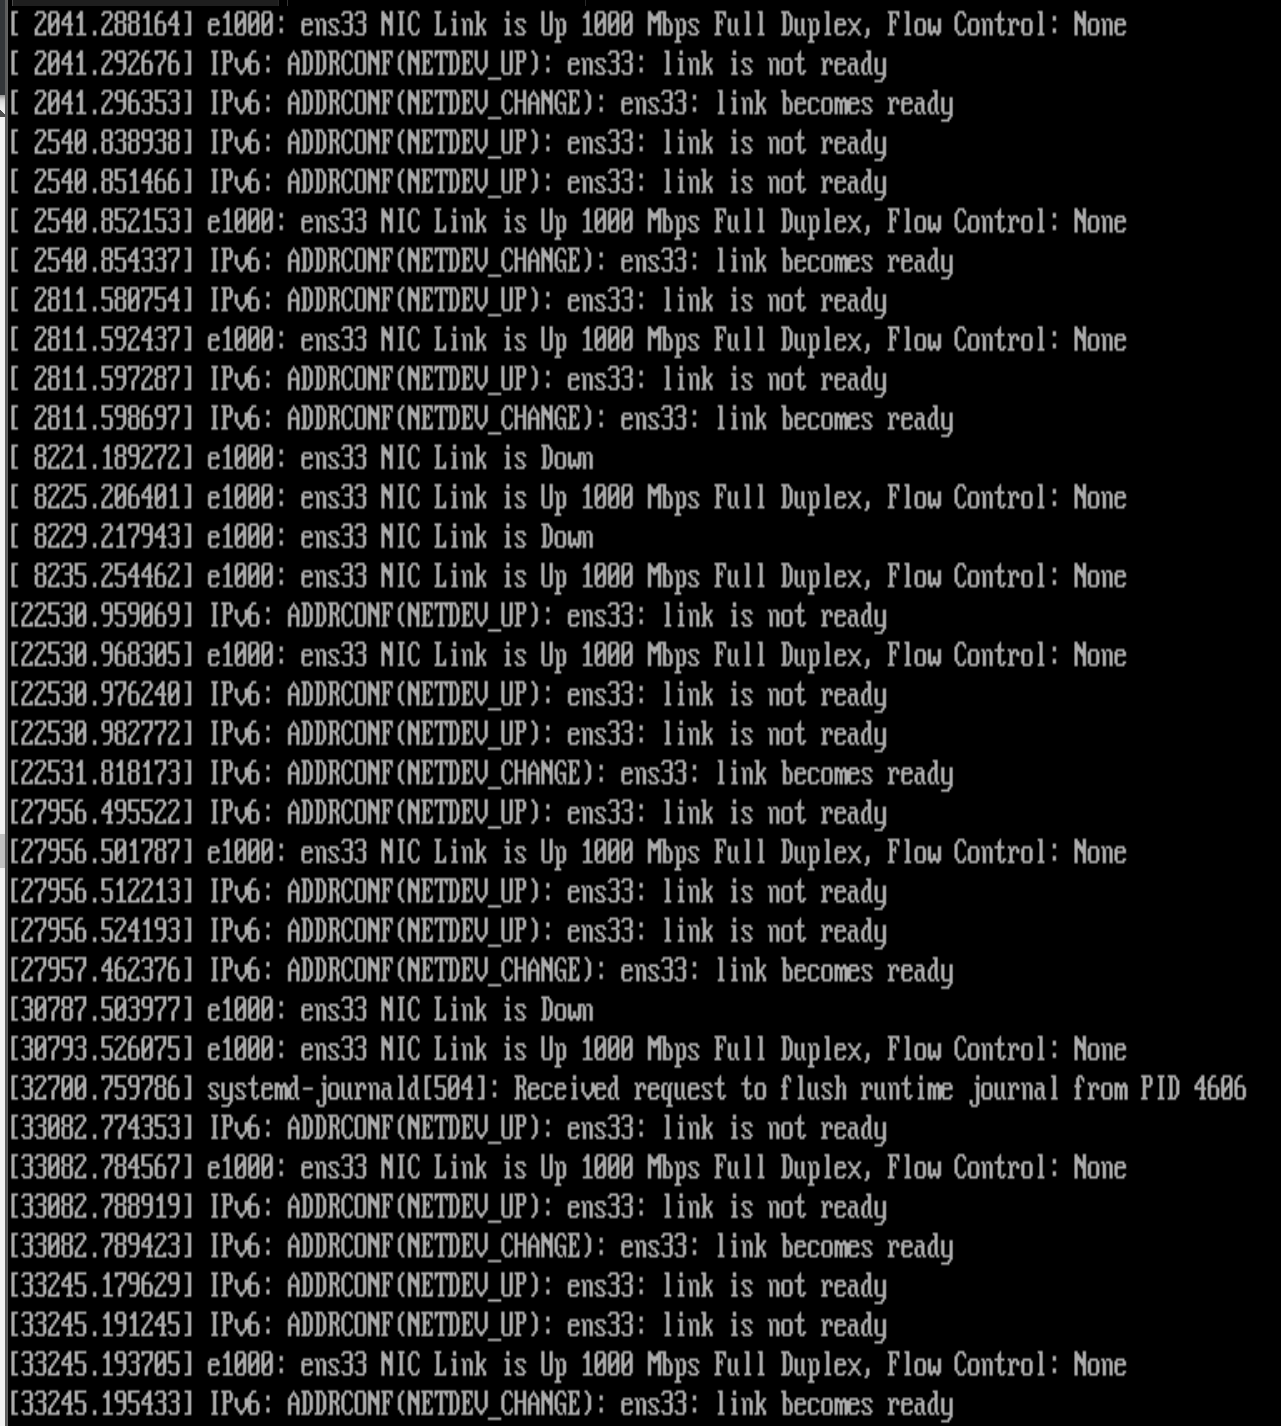 [ 2041.288164] e1000: ens33 NIC Link is Up 1000 Mbps Full Duplex, Flow Control: None
[ 2041.292676] IPv6: ADDRCONF(NETDEV_UP): ens33: link is not ready
[ 2041.296353] IPv6: ADDRCONF(NETDEV_CHANGE): ens33: link becomes ready
[ 2540.838938] IPv6: ADDRCONF(NETDEV_UP): ens33: link is not ready
[ 2540.851466] IPv6: ADDRCONF(NETDEV_UP): ens33: link is not ready
[ 2540.852153] e1000: ens33 NIC Link is Up 1000 Mbps Full Duplex, Flow Control: None
[ 2540.854337] IPv6: ADDRCONF(NETDEV_CHANGE): ens33: link becomes ready
[ 2811.580754] IPv6: ADDRCONF(NETDEV_UP): ens33: link is not ready
[ 2811.592437] e1000: ens33 NIC Link is Up 1000 Mbps Full Duplex, Flow Control: None
[ 2811.597287] IPv6: ADDRCONF(NETDEV_UP): ens33: link is not ready
[ 2811.598697] IPv6: ADDRCONF(NETDEV_CHANGE): ens33: link becomes ready
[ 8221.189272] e1000: ens33 NIC Link is Down
[ 8225.206401] e1000: ens33 NIC Link is Up 1000 Mbps Full Duplex, Flow Control: None
[ 8229.217943] e1000: ens33 NIC Link is Down
[ 8235.254462] e1000: ens33 NIC Link is Up 1000 Mbps Full Duplex, Flow Control: None
[22530.959069] IPv6: ADDRCONF(NETDEV_UP): ens33: link is not ready
[22530.968305] e1000: ens33 NIC Link is Up 1000 Mbps Full Duplex, Flow Control: None
[22530.976240] IPv6: ADDRCONF(NETDEV_UP): ens33: link is not ready
[22530.982772] IPv6: ADDRCONF(NETDEV_UP): ens33: link is not ready
[22531.818173] IPv6: ADDRCONF(NETDEV_CHANGE): ens33: link becomes ready
[27956.495522] IPv6: ADDRCONF(NETDEV_UP): ens33: link is not ready
[27956.501787] e1000: ens33 NIC Link is Up 1000 Mbps Full Duplex, Flow Control: None
[27956.512213] IPv6: ADDRCONF(NETDEV_UP): ens33: link is not ready
[27956.524193] IPv6: ADDRCONF(NETDEV_UP): ens33: link is not ready
[27957.462376] IPv6: ADDRCONF(NETDEV_CHANGE): ens33: link becomes ready
[30787.503977] e1000: ens33 NIC Link is Down
[30793.526075] e1000: ens33 NIC Link is Up 1000 Mbps Full Duplex, Flow Control: None
[32700.759786] systemd-journald[504]: Received request to flush runtime journal from PID 4606
[33082.774353] IPv6: ADDRCONF(NETDEV_UP): ens33: link is not ready
[33082.784567] e1000: ens33 NIC Link is Up 1000 Mbps Full Duplex, Flow Control: None
[33082.788919] IPv6: ADDRCONF(NETDEV_UP): ens33: link is not ready
[33082.789423] IPv6: ADDRCONF(NETDEV_CHANGE): ens33: link becomes ready
[33245.179629] IPv6: ADDRCONF(NETDEV_UP): ens33: link is not ready
[33245.191245] IPv6: ADDRCONF(NETDEV_UP): ens33: link is not ready
[33245.193705] e1000: ens33 NIC Link is Up 1000 Mbps Full Duplex, Flow Control: None
[33245.195433] IPv6: ADDRCONF(NETDEV_CHANGE): ens33: link becomes ready